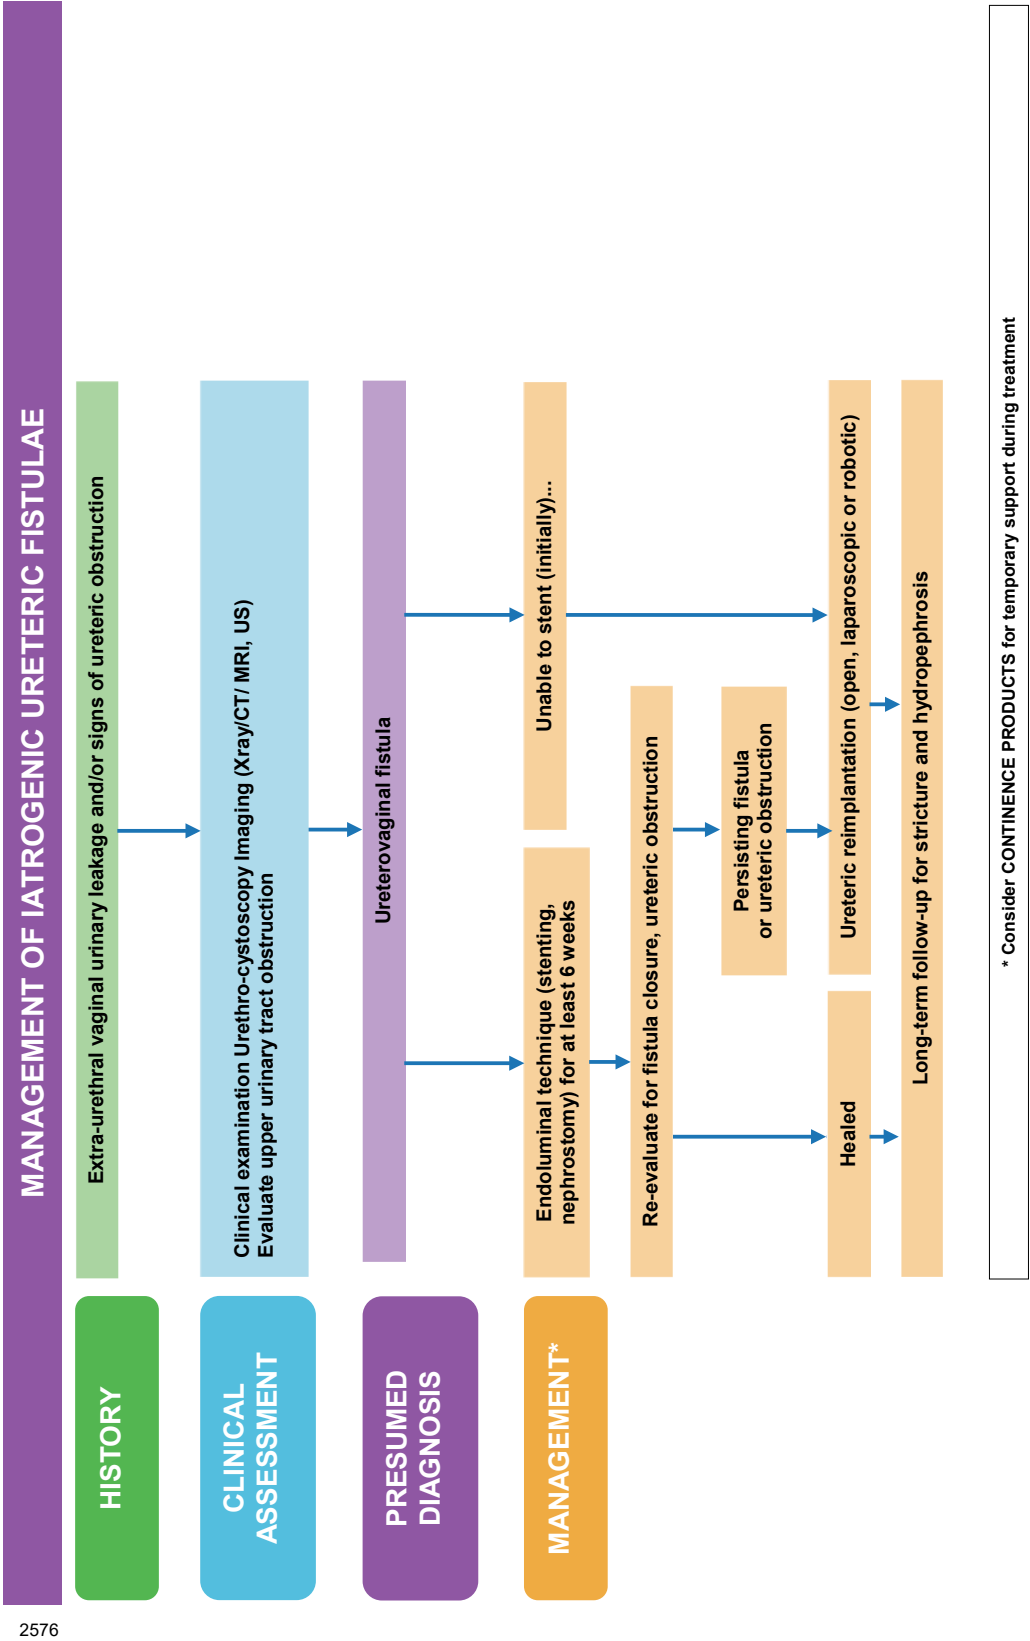 MANAGEMENT OF IATROGENIC URETERIC FISTULAE
HISTORY
Extra-urethral vaginal urinary leakage and/or signs of ureteric obstruction
CLINICAL
ASSESSMENT
Clinical examination Urethro-cystoscopy Imaging (Xray/CT/ MRI, US)
Evaluate upper urinary tract obstruction
PRESUMED
DIAGNOSIS
Ureterovaginal fistula
MANAGEMENT*
Endoluminal technique (stenting,
nephrostomy) for at least 6 weeks
Unable to stent (initially)...
Re-evaluate for fistula closure, ureteric obstruction
Persisting fistula
or ureteric obstruction
Healed
Ureteric reimplantation (open, laparoscopic or robotic)
Long-term follow-up for stricture and hydropephrosis
* Consider CONTINENCE PRODUCTS for temporary support during treatment
2576